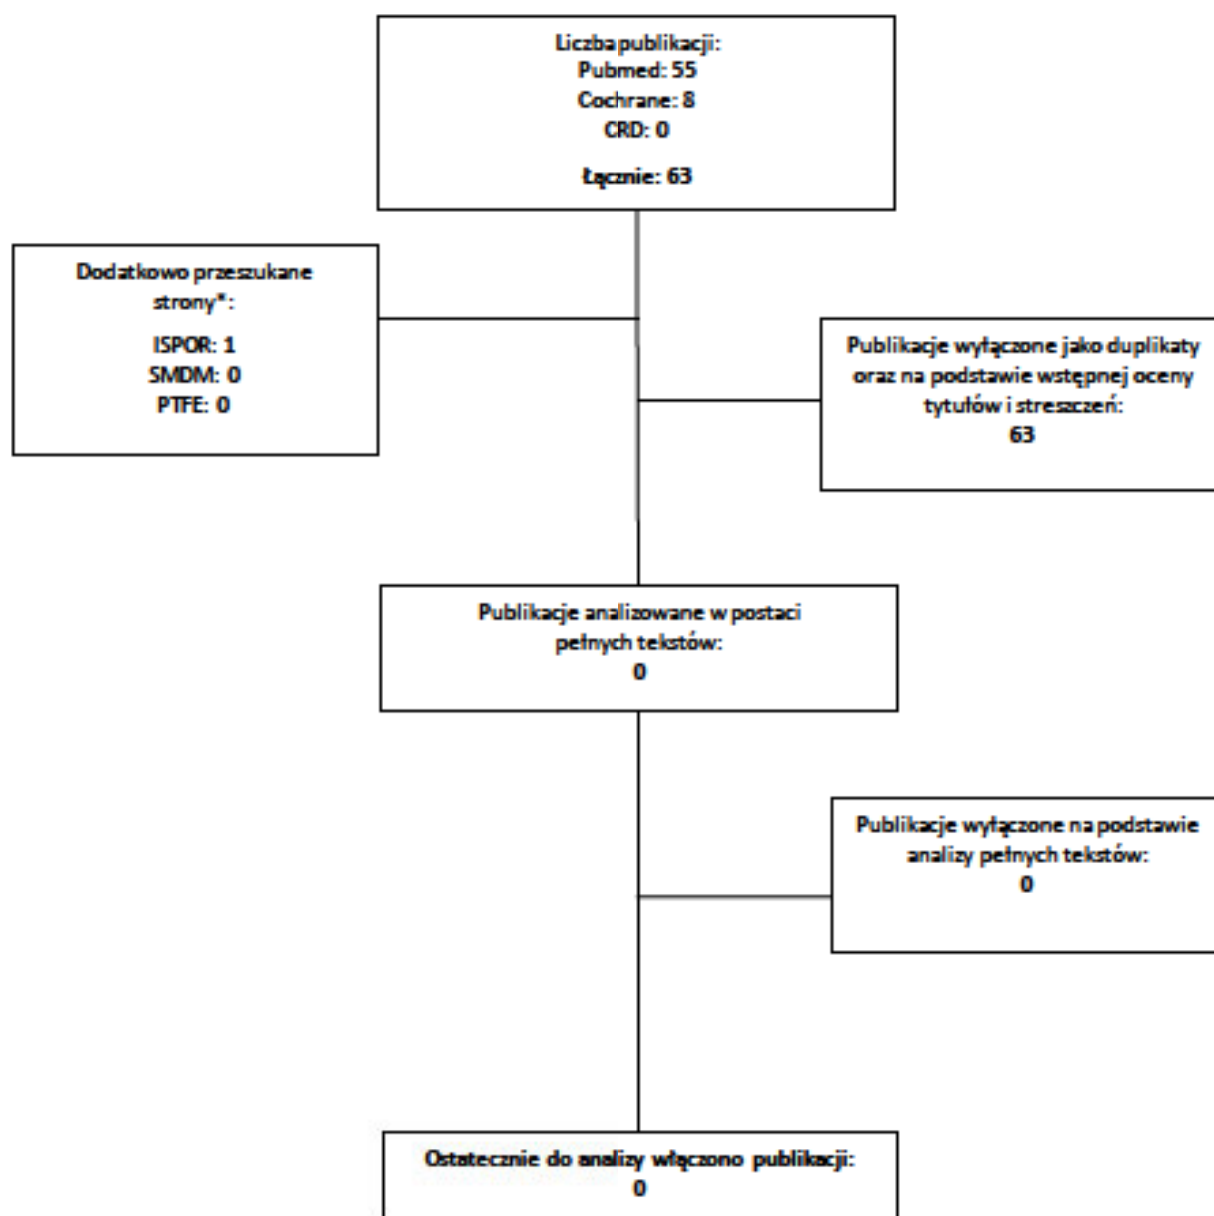 Liczba publikacji:
Pubmed: 55
Cochrane: 8
CRD: 0
Łącznie: 63
Dodatkowo przeszukane
strony*:
ISPOR: 1
SMDM: 0
PTFE: 0
Publikacje wyłączone jako duplikaty
oraz na podstawie wstępnej oceny
tytułów i streszczeń:
63
Publikacje analizowane w postaci
pełnych tekstów:
0
Publikacje wyłączone na podstawie
analizy pełnych tekstów:
0
Ostatecznie do analizy włączono publikacji:
0